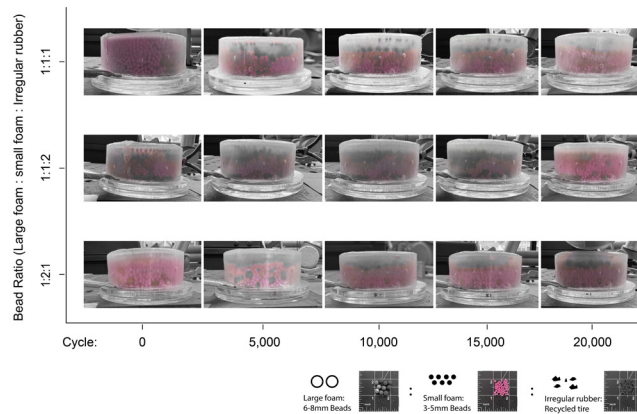 Bead Ratio (Large foam : small foam : Irregular rubber)
1:1:1
1:1:2
1:2:1
Cycle:
0
5,000
10,000
15,000
20,000
Large foam:
6-8mm Beads
:
Small foam:
3-5mm Beads
:
Irregular rubber:
Recycled tire